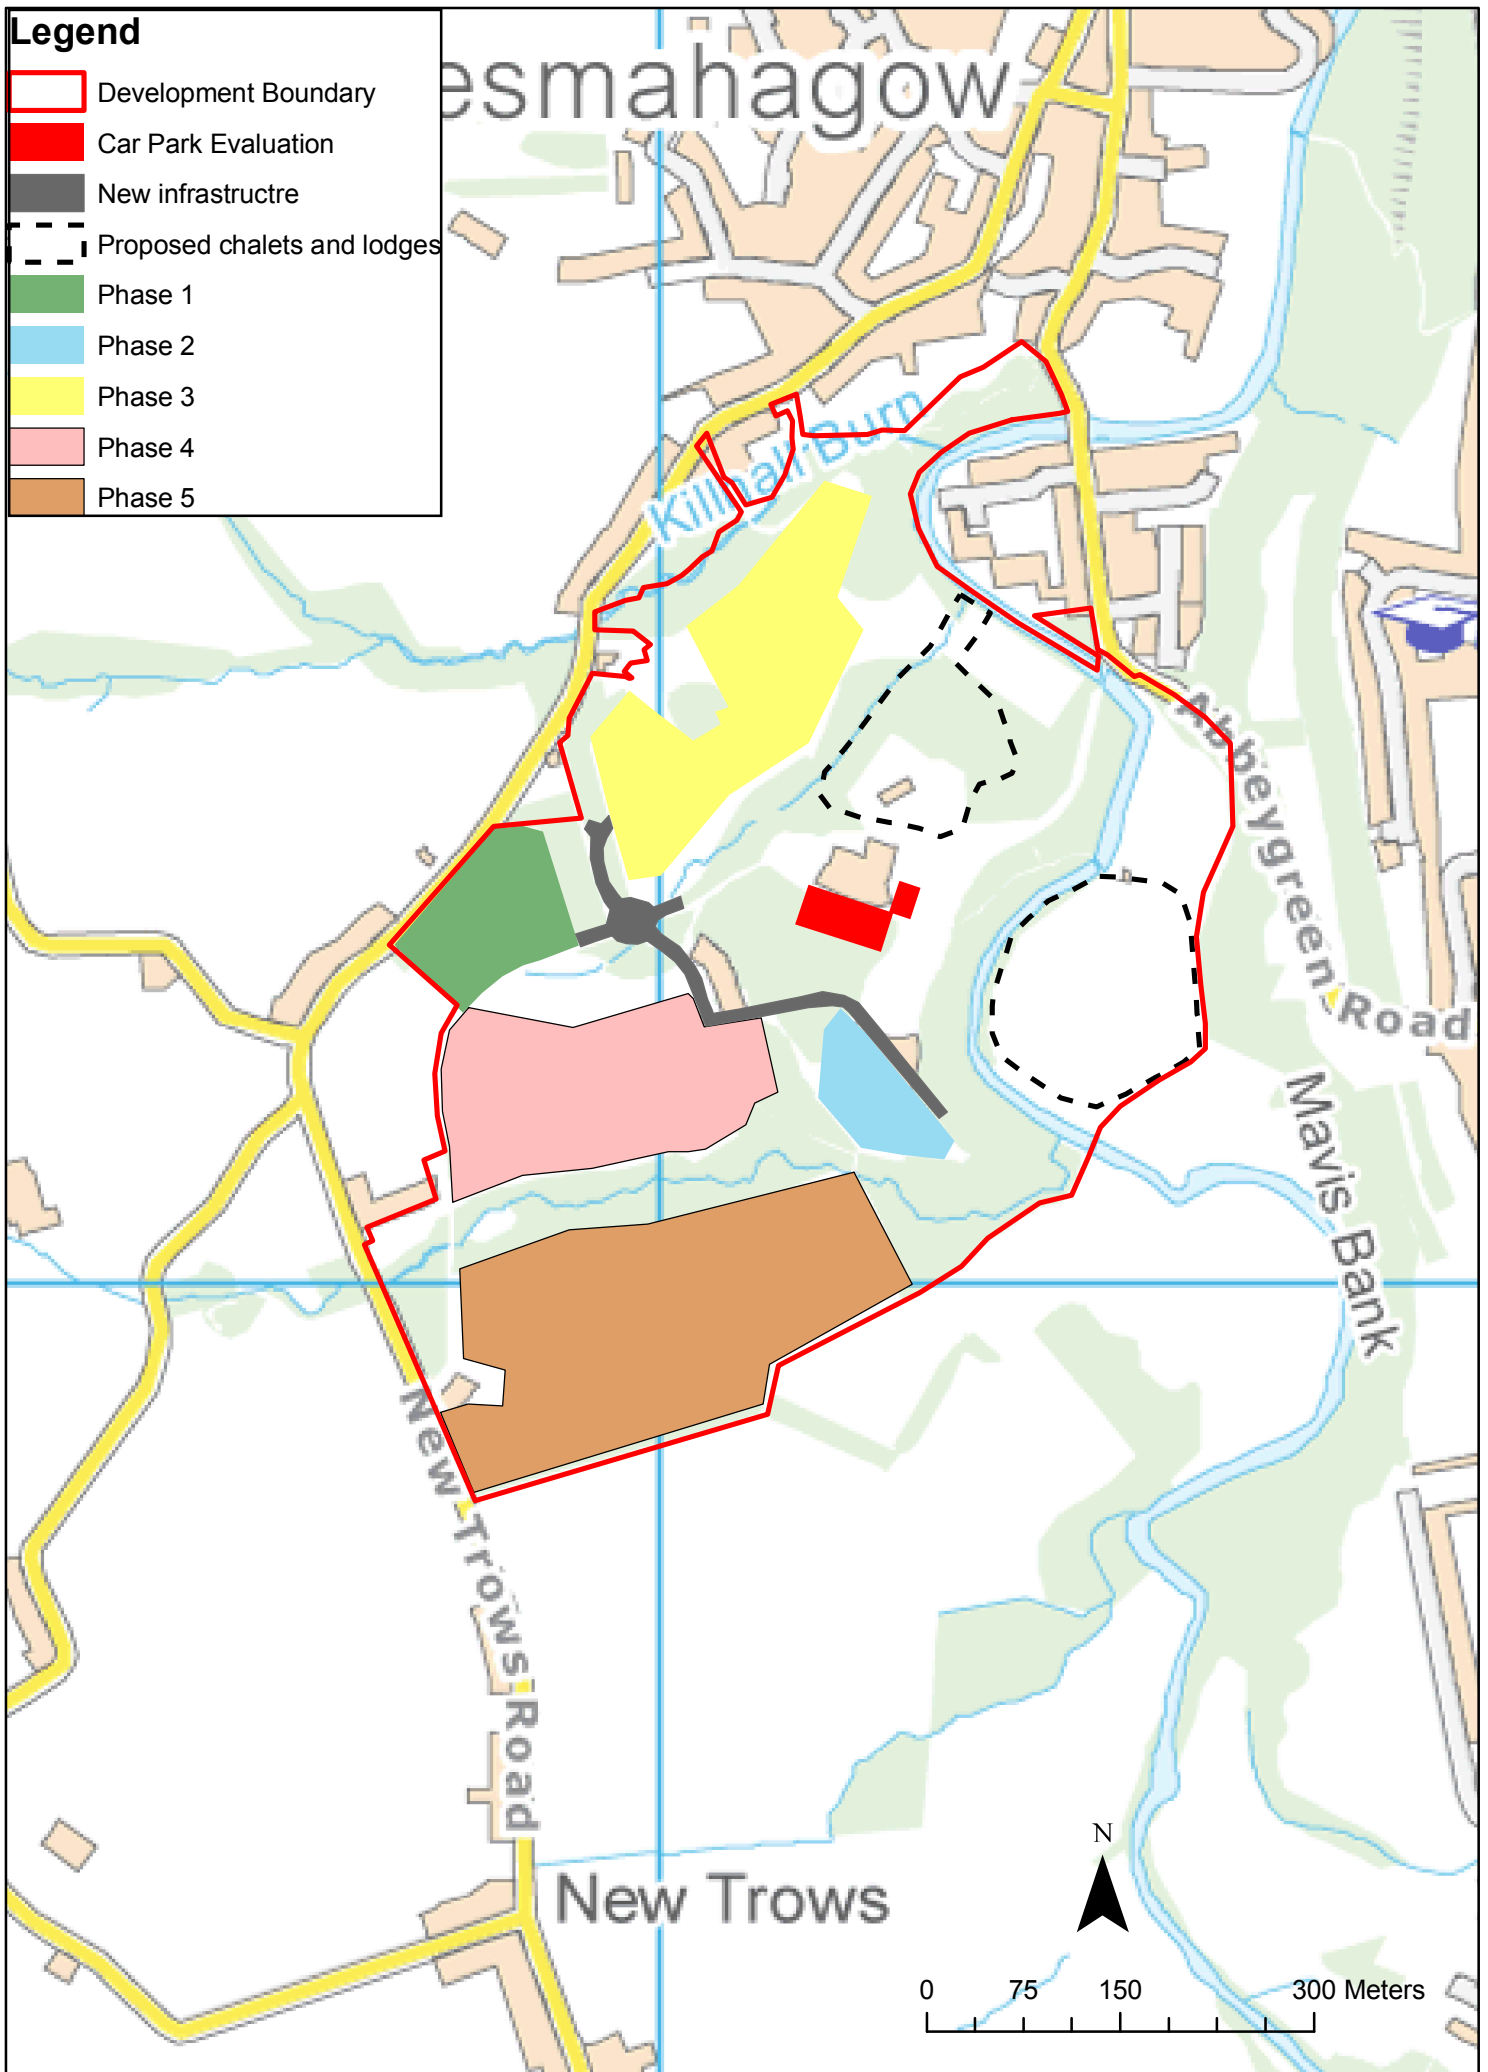 Legend
Development Boundary
Car Park Evaluation
New infrastructre
Proposed chalets and lodges
Phase 1
Phase 2
Phase 3
Phase 4
Phase 5
esmahagow
Killhall Burn
Abbeygreen Road
Mavis Bank
New Trows Road
New Trows
N
0 75 150 300 Meters